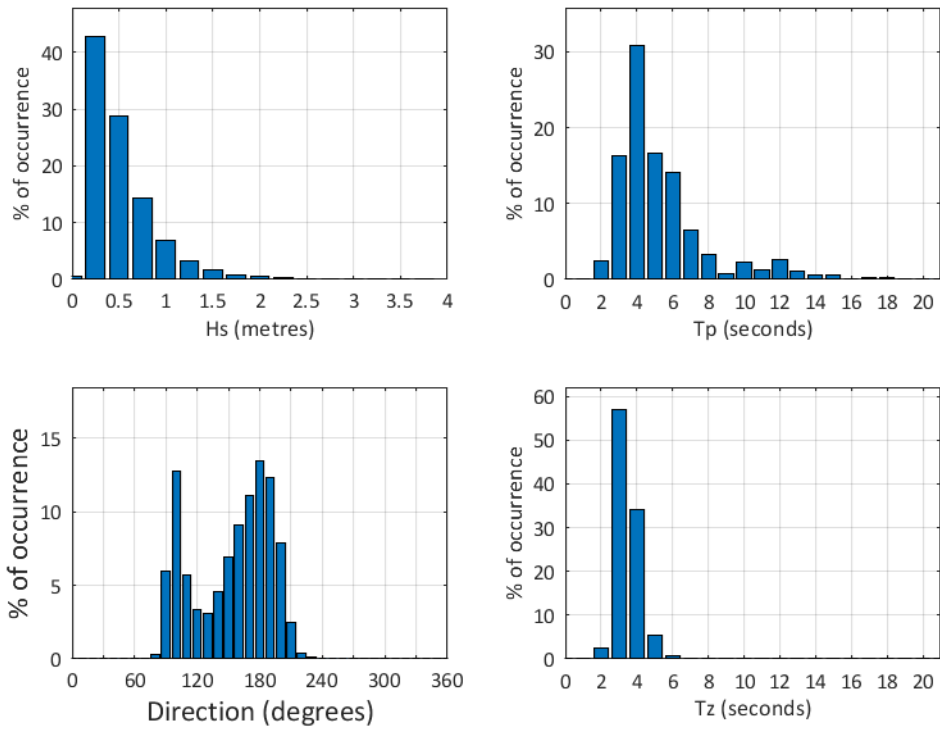 % of occurrence
40
30
20
10
0
0 0.5 1 1.5 2 2.5 3 3.5 4
Hs (metres)
% of occurrence
30
20
10
0
0 2 4 6 8 10 12 14 16 18 20
Tp (seconds)
% of occurrence
15
10
5
0
0 60 120 180 240 300 360
Direction (degrees)
% of occurrence
60
50
40
30
20
10
0
0 2 4 6 8 10 12 14 16 18 20
Tz (seconds)